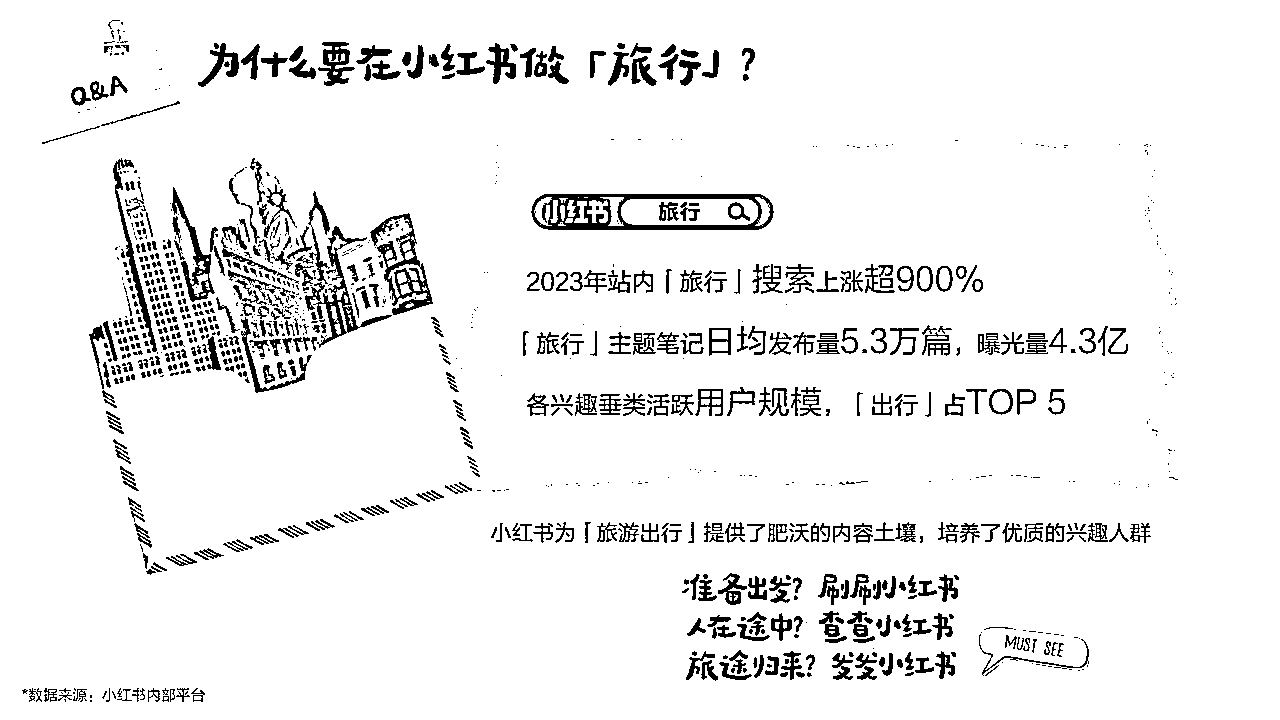 Q&A
为什么要在小红书做「旅行」?
小红书 旅行
2023年站内「旅行」搜索上涨超900%
「旅行」主题笔记日均发布量5.3万篇，曝光量4.3亿
各兴趣垂类活跃用户规模，「出行」占TOP 5
小红书为「旅游出行」提供了肥沃的内容土壤，培养了优质的兴趣人群
准备出发? 刷刷小红书
人在途中? 查查小红书
旅途归来? 发发小红书
MUST SEE
*数据来源：小红书内部平台